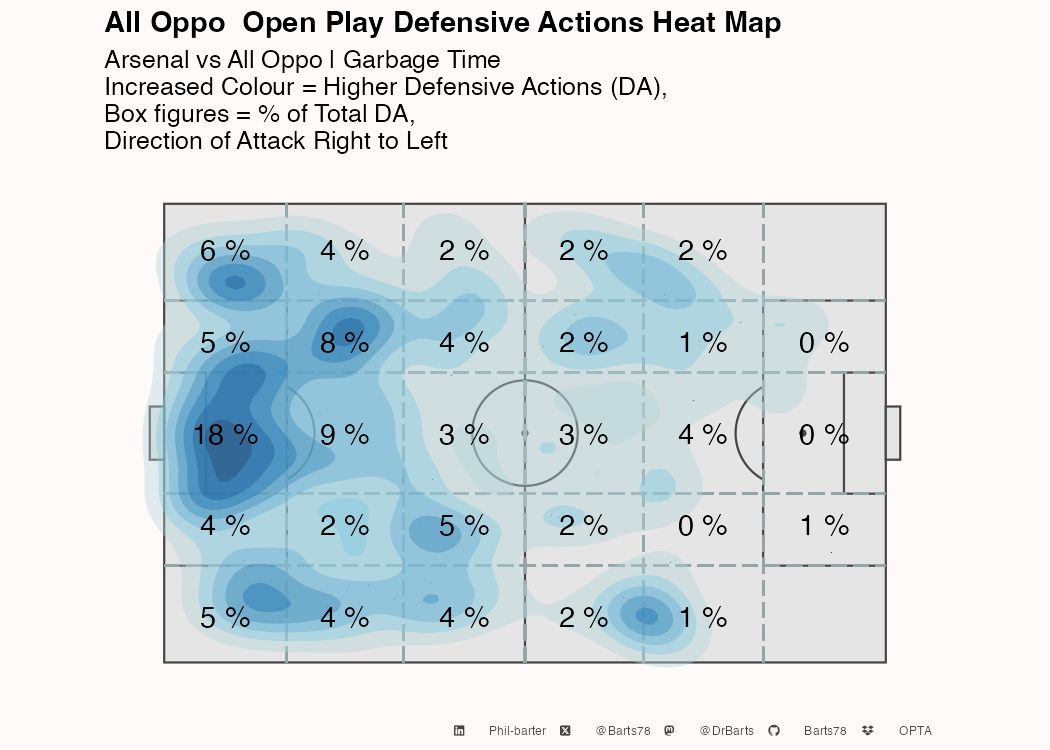 All Oppo  Open Play Defensive Actions Heat Map
Arsenal vs All Oppo | Garbage Time
Increased Colour = Higher Defensive Actions (DA),
Box figures = % of Total DA,
Direction of Attack Right to Left
6 % 4 % 2 % 2 % 2 %
5 % 8 % 4 % 2 % 1 % 0 %
18 % 9 % 3 % 3 % 4 % 0 %
4 % 2 % 5 % 2 % 0 % 1 %
5 % 4 % 4 % 2 % 1 %
Phil-barter @Barts78 @DrBarts Barts78 OPTA